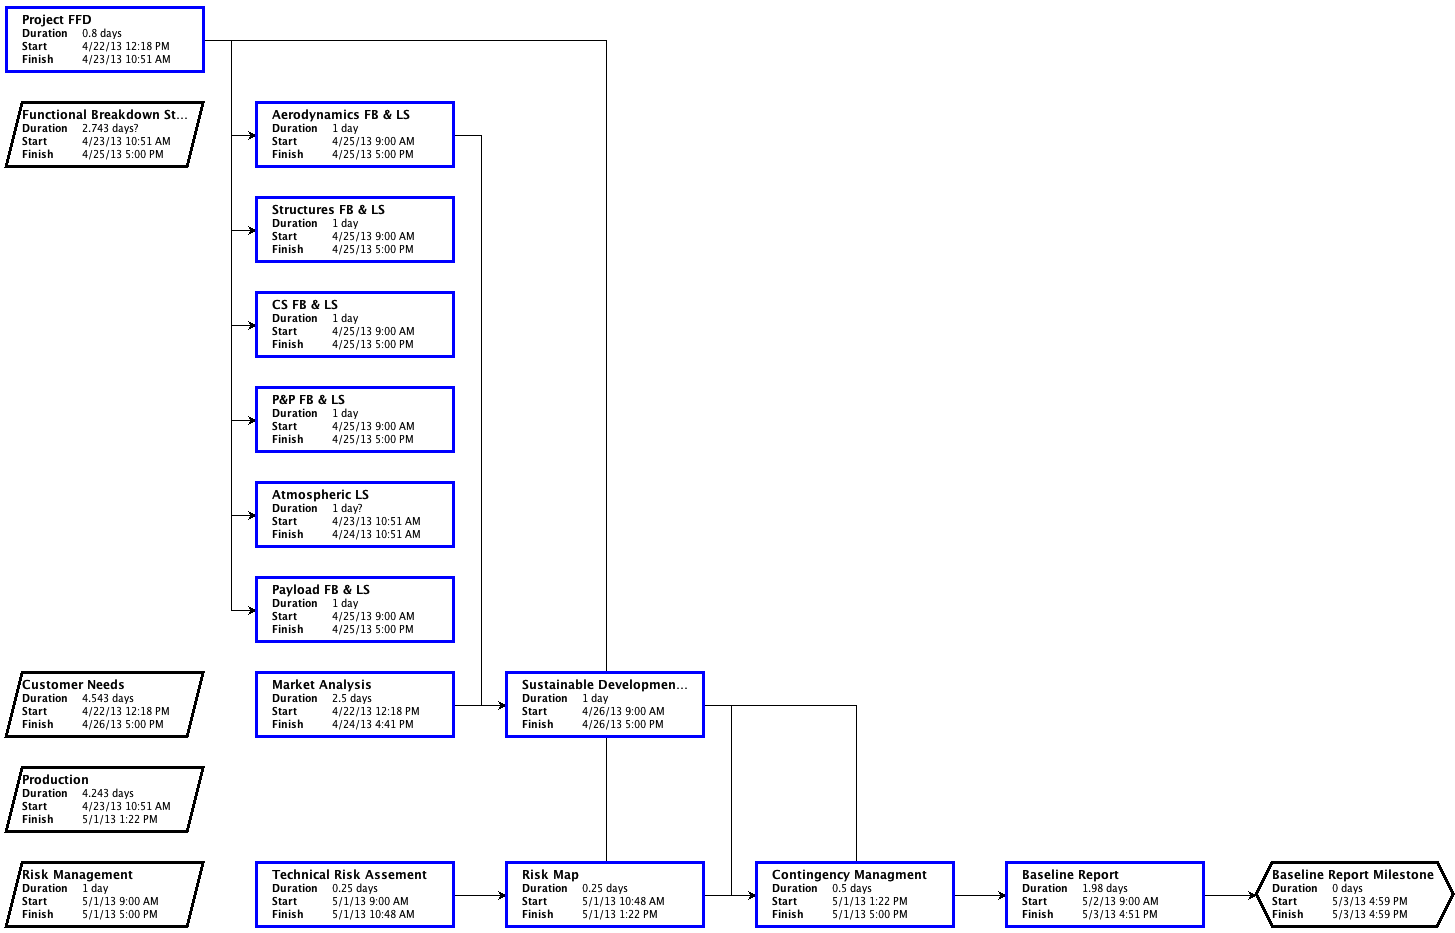 Project FFD
Duration 0.8 days
Start 4/22/13 12:18 PM
Finish 4/23/13 10:51 AM
Functional Breakdown St...
Duration 2.743 days?
Start 4/23/13 10:51 AM
Finish 4/25/13 5:00 PM
Aerodynamics FB & LS
Duration 1 day
Start 4/25/13 9:00 AM
Finish 4/25/13 5:00 PM
Structures FB & LS
Duration 1 day
Start 4/25/13 9:00 AM
Finish 4/25/13 5:00 PM
CS FB & LS
Duration 1 day
Start 4/25/13 9:00 AM
Finish 4/25/13 5:00 PM
P&P FB & LS
Duration 1 day
Start 4/25/13 9:00 AM
Finish 4/25/13 5:00 PM
Atmospheric LS
Duration 1 day?
Start 4/23/13 10:51 AM
Finish 4/24/13 10:51 AM
Payload FB & LS
Duration 1 day
Start 4/25/13 9:00 AM
Finish 4/25/13 5:00 PM
Customer Needs
Duration 4.543 days
Start 4/22/13 12:18 PM
Finish 4/26/13 5:00 PM
Market Analysis
Duration 2.5 days
Start 4/22/13 12:18 PM
Finish 4/24/13 4:41 PM
Sustainable Developmen...
Duration 1 day
Start 4/26/13 9:00 AM
Finish 4/26/13 5:00 PM
Production
Duration 4.243 days
Start 4/23/13 10:51 AM
Finish 5/1/13 1:22 PM
Risk Management
Duration 1 day
Start 5/1/13 9:00 AM
Finish 5/1/13 5:00 PM
Technical Risk Assement
Duration 0.25 days
Start 5/1/13 9:00 AM
Finish 5/1/13 10:48 AM
Risk Map
Duration 0.25 days
Start 5/1/13 10:48 AM
Finish 5/1/13 1:22 PM
Contingency Managment
Duration 0.5 days
Start 5/1/13 1:22 PM
Finish 5/1/13 5:00 PM
Baseline Report
Duration 1.98 days
Start 5/2/13 9:00 AM
Finish 5/3/13 4:51 PM
Baseline Report Milestone
Duration 0 days
Start 5/3/13 4:59 PM
Finish 5/3/13 4:59 PM